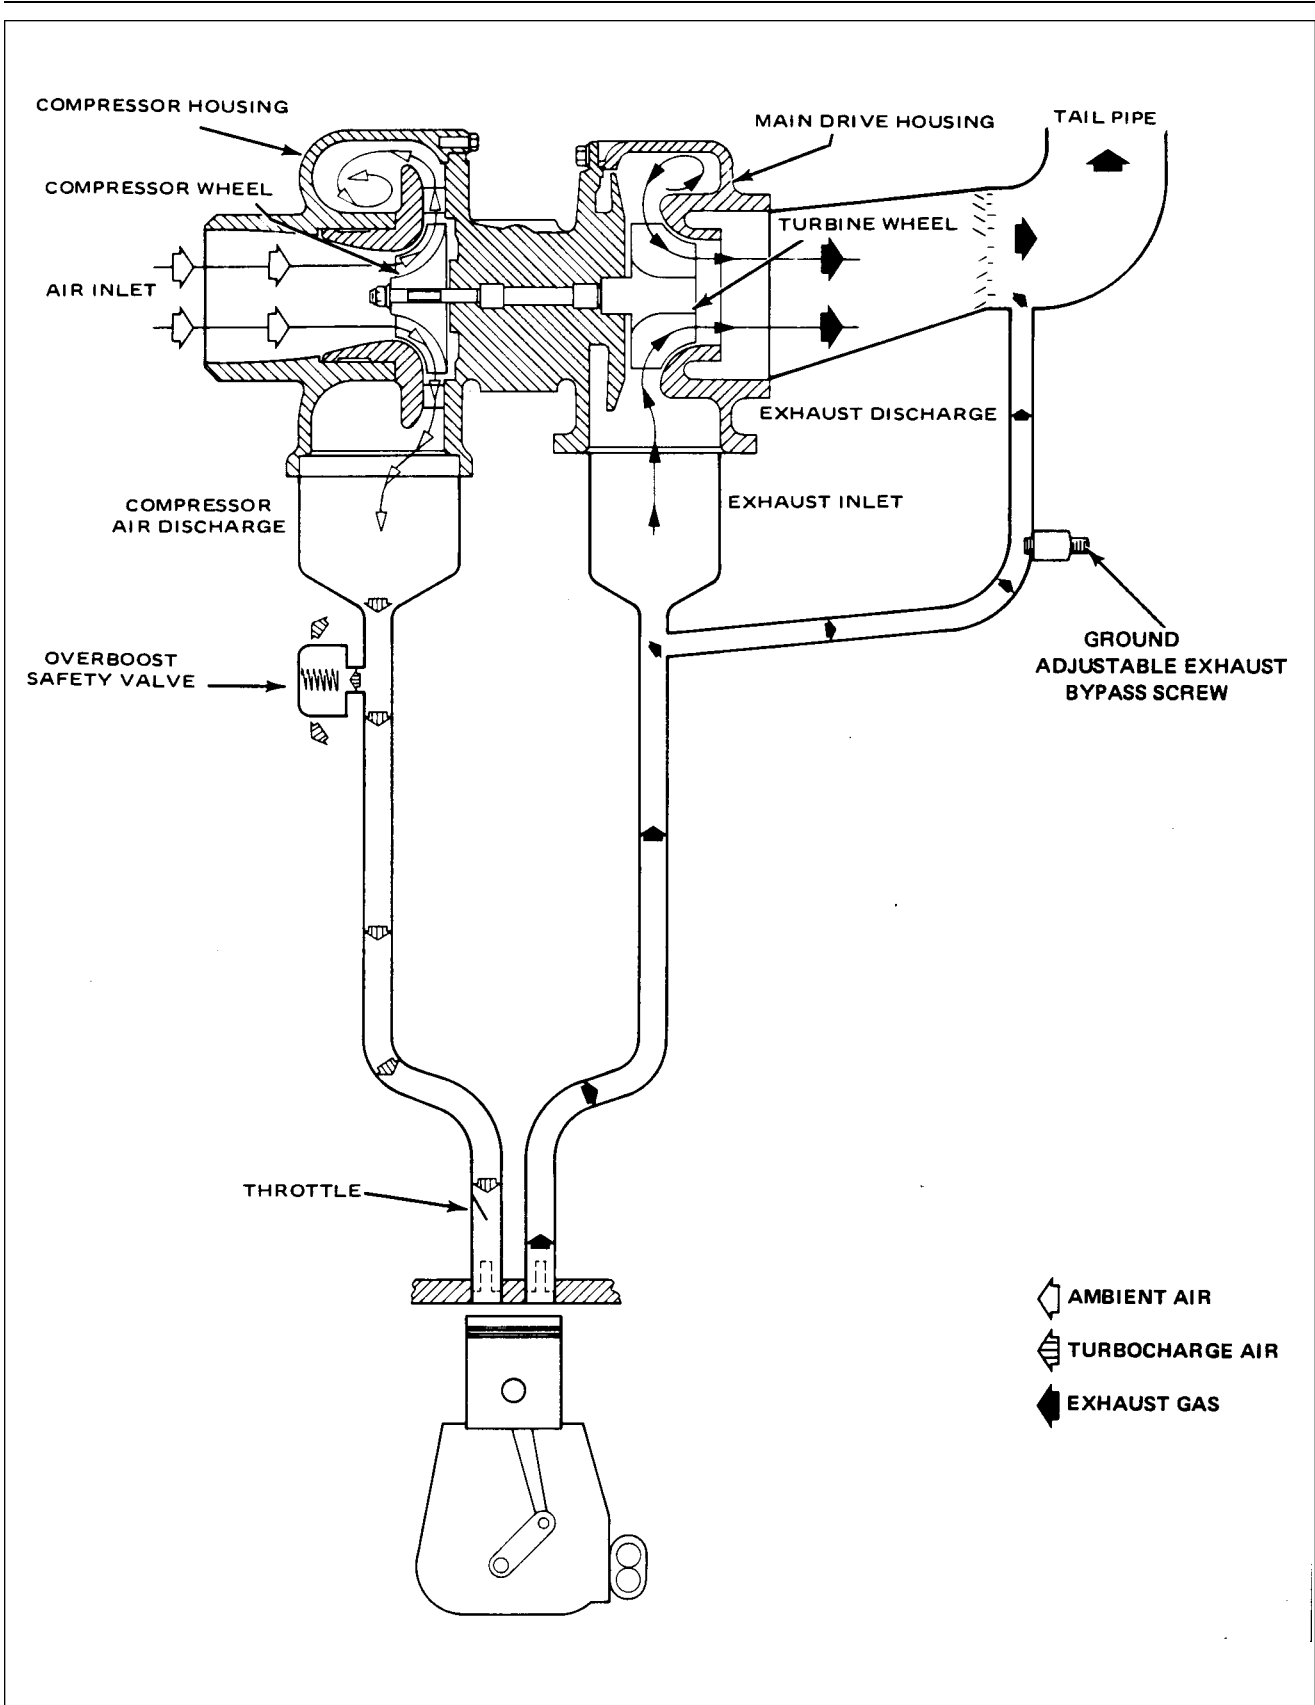 COMPRESSOR HOUSING
MAIN DRIVE HOUSING
TAIL PIPE
COMPRESSOR WHEEL
TURBINE WHEEL
AIR INLET
EXHAUST DISCHARGE
COMPRESSOR
AIR DISCHARGE
EXHAUST INLET
GROUND
ADJUSTABLE EXHAUST
BYPASS SCREW
OVERBOOST
SAFETY VALVE
THROTTLE
AMBIENT AIR
TURBOCHARGE AIR
EXHAUST GAS